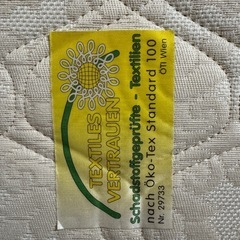 TEXTILES
VERTRAUEN
Schadstoffgeprüfte - Textilien
nach Öko-Tex Standard 100
Nr. 29733
ÖTI Wien